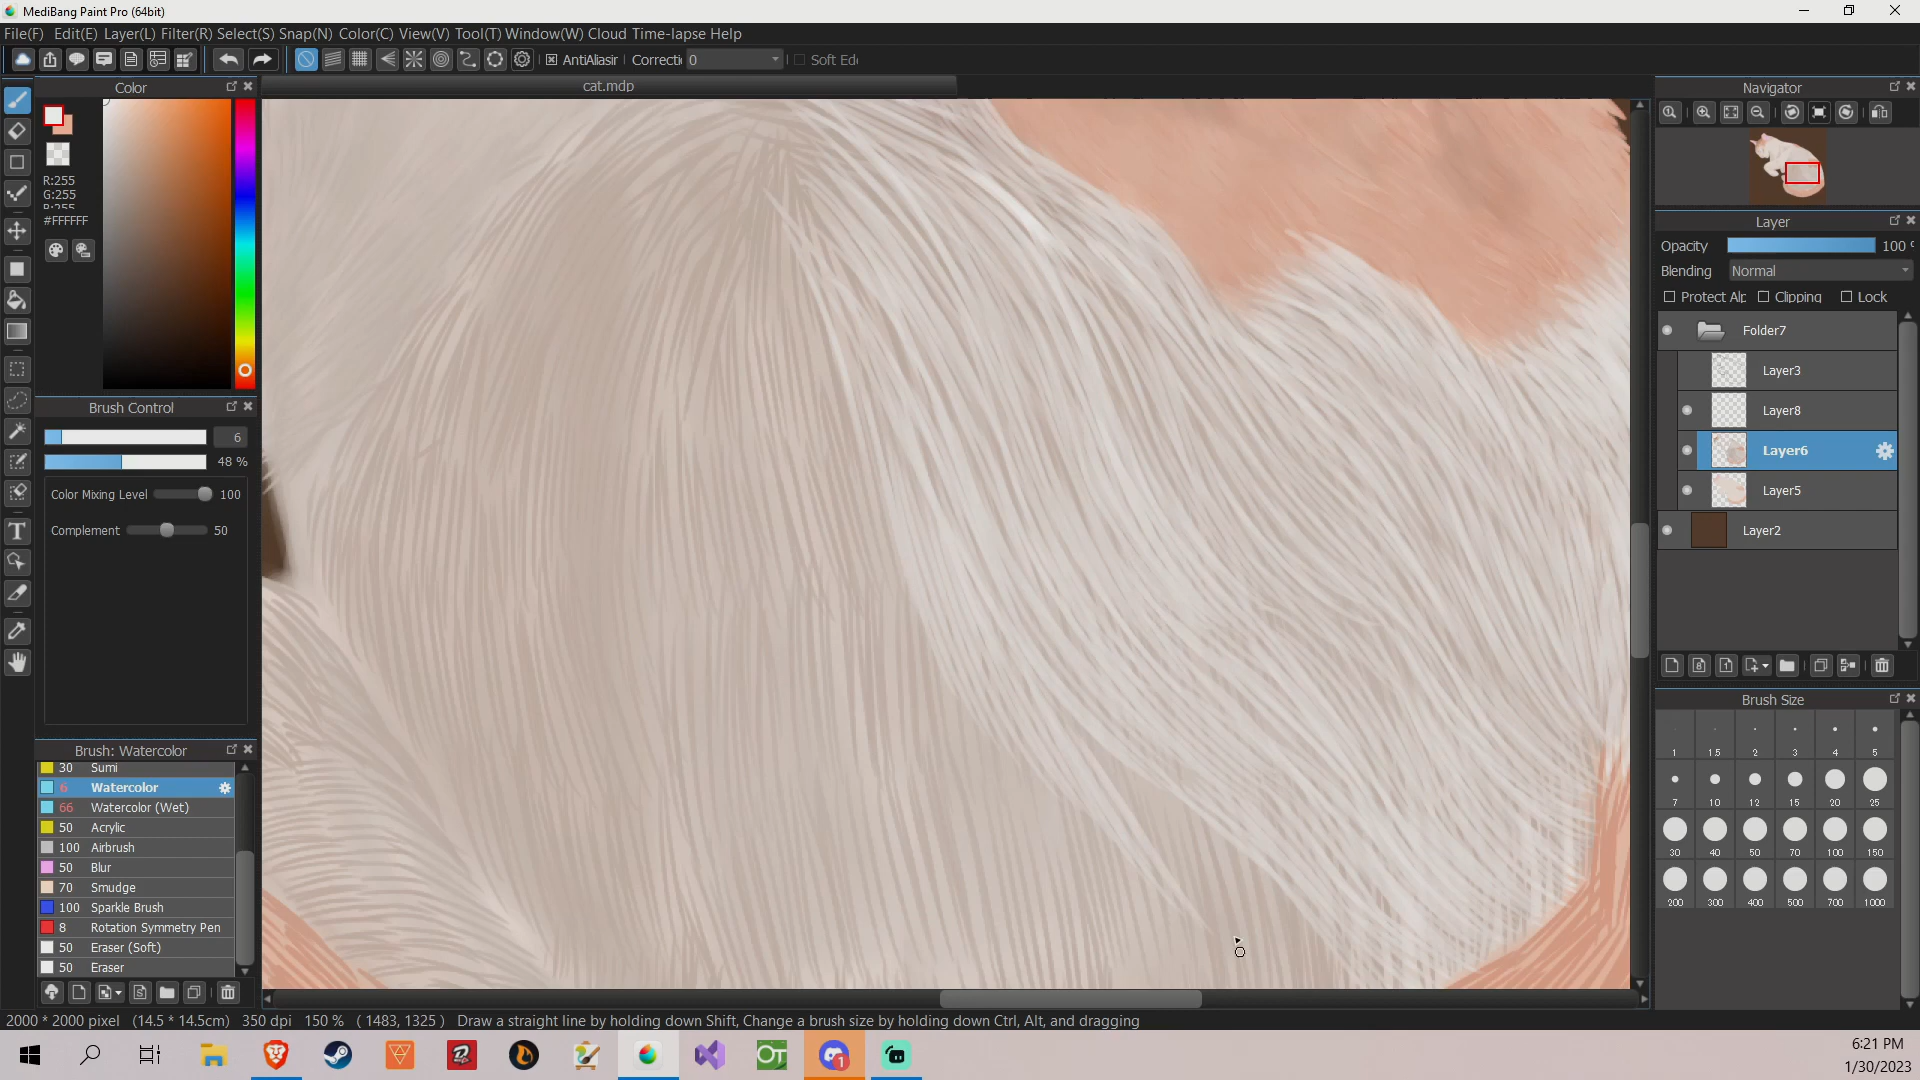 MediBang Paint Pro (64bit)
File(F) Edit(E) Layer(L) Filter(R) Select(S) Snap(N) Color(C) View(V) Tool(T) Window(W) Cloud Time-lapse Help
AntiAliasir Correcti 0 Soft Ed
cat.mdp
Color
R:255
G:255
B:255
#FFFFFF
Brush Control
6
48 %
Color Mixing Level 100
Complement 50
Brush: Watercolor
30 Sumi
6 Watercolor
66 Watercolor (Wet)
50 Acrylic
100 Airbrush
50 Blur
70 Smudge
100 Sparkle Brush
8 Rotation Symmetry Pen
50 Eraser (Soft)
50 Eraser
Navigator
Layer
Opacity 100
Blending Normal
Protect Alp Clipping Lock
Folder7
Layer3
Layer8
Layer6
Layer5
Layer2
Brush Size
1 1.5 2 3 4 5
7 10 12 15 20 25
30 40 50 70 100 150
200 300 400 500 700 1000
2000 * 2000 pixel (14.5 * 14.5cm) 350 dpi 150 % ( 1483, 1325 ) Draw a straight line by holding down Shift, Change a brush size by holding down Ctrl, Alt, and dragging
OT
1
6:21 PM
1/30/2023